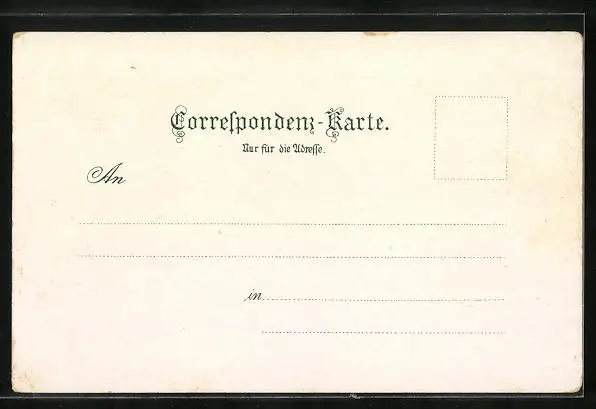 Correſpondenz-Karte.
Nur für die Adreſſe.
An
in